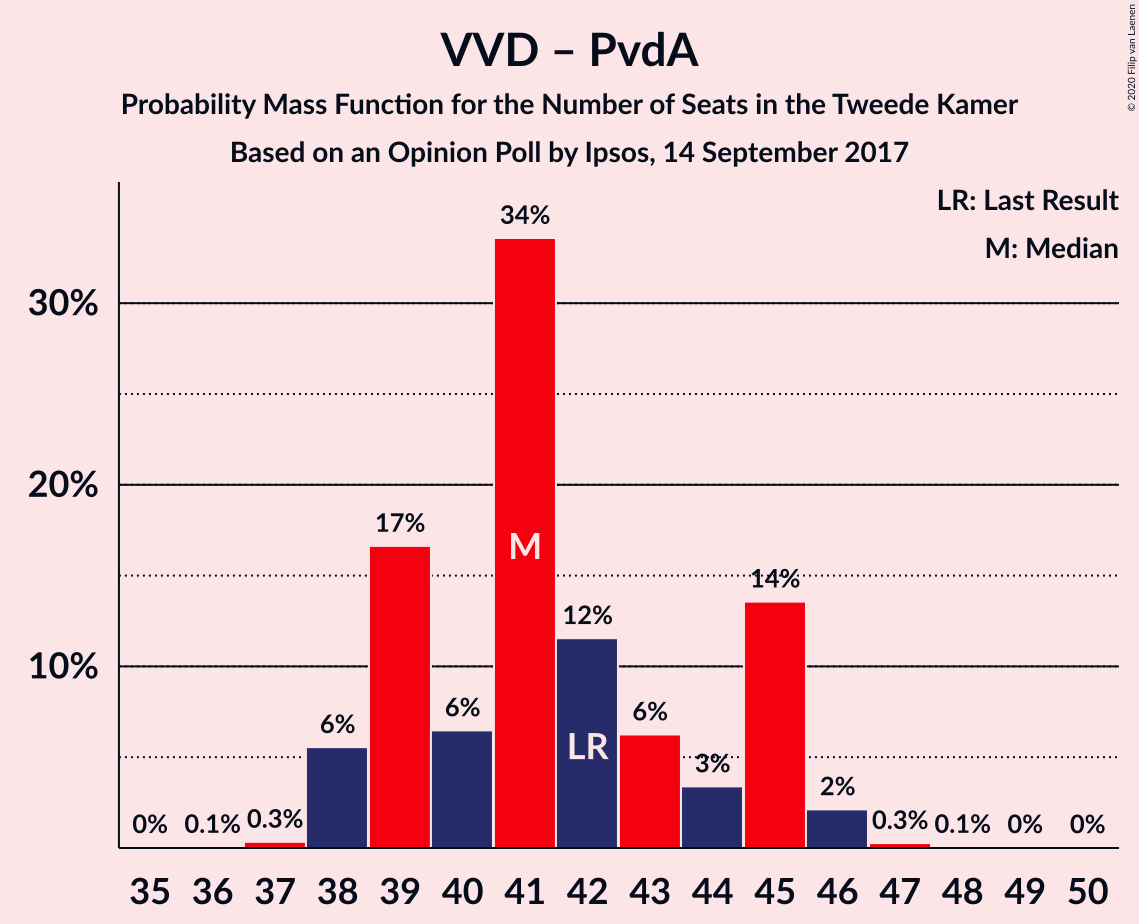 VVD – PvdA
Probability Mass Function for the Number of Seats in the Tweede Kamer
Based on an Opinion Poll by Ipsos, 14 September 2017
© 2020 Filip van Laenen
LR: Last Result
M: Median
34%
30%
20%
17%
M
14%
12%
10%
6%
6%
6%
LR
3%
2%
0%
0.1%
0.3%
0.3%
0.1%
0%
0%
35 36 37 38 39 40 41 42 43 44 45 46 47 48 49 50